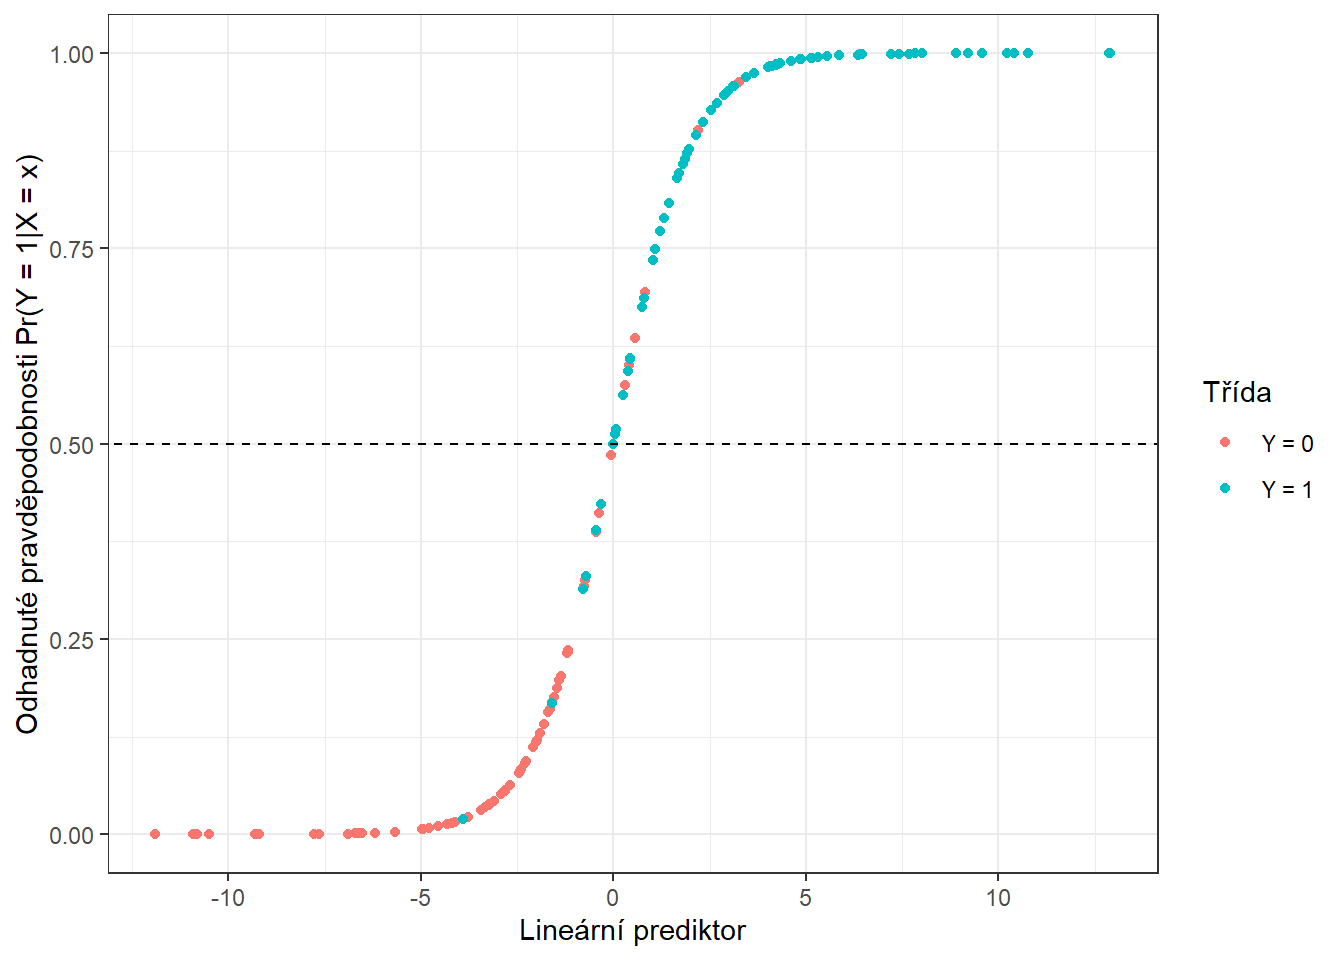 Odhadnuté pravděpodobnosti Pr(Y = 1|X = x)
1.00
0.75
0.50
0.25
0.00
-10
-5
0
5
10
Lineární prediktor
Třída
Y = 0
Y = 1